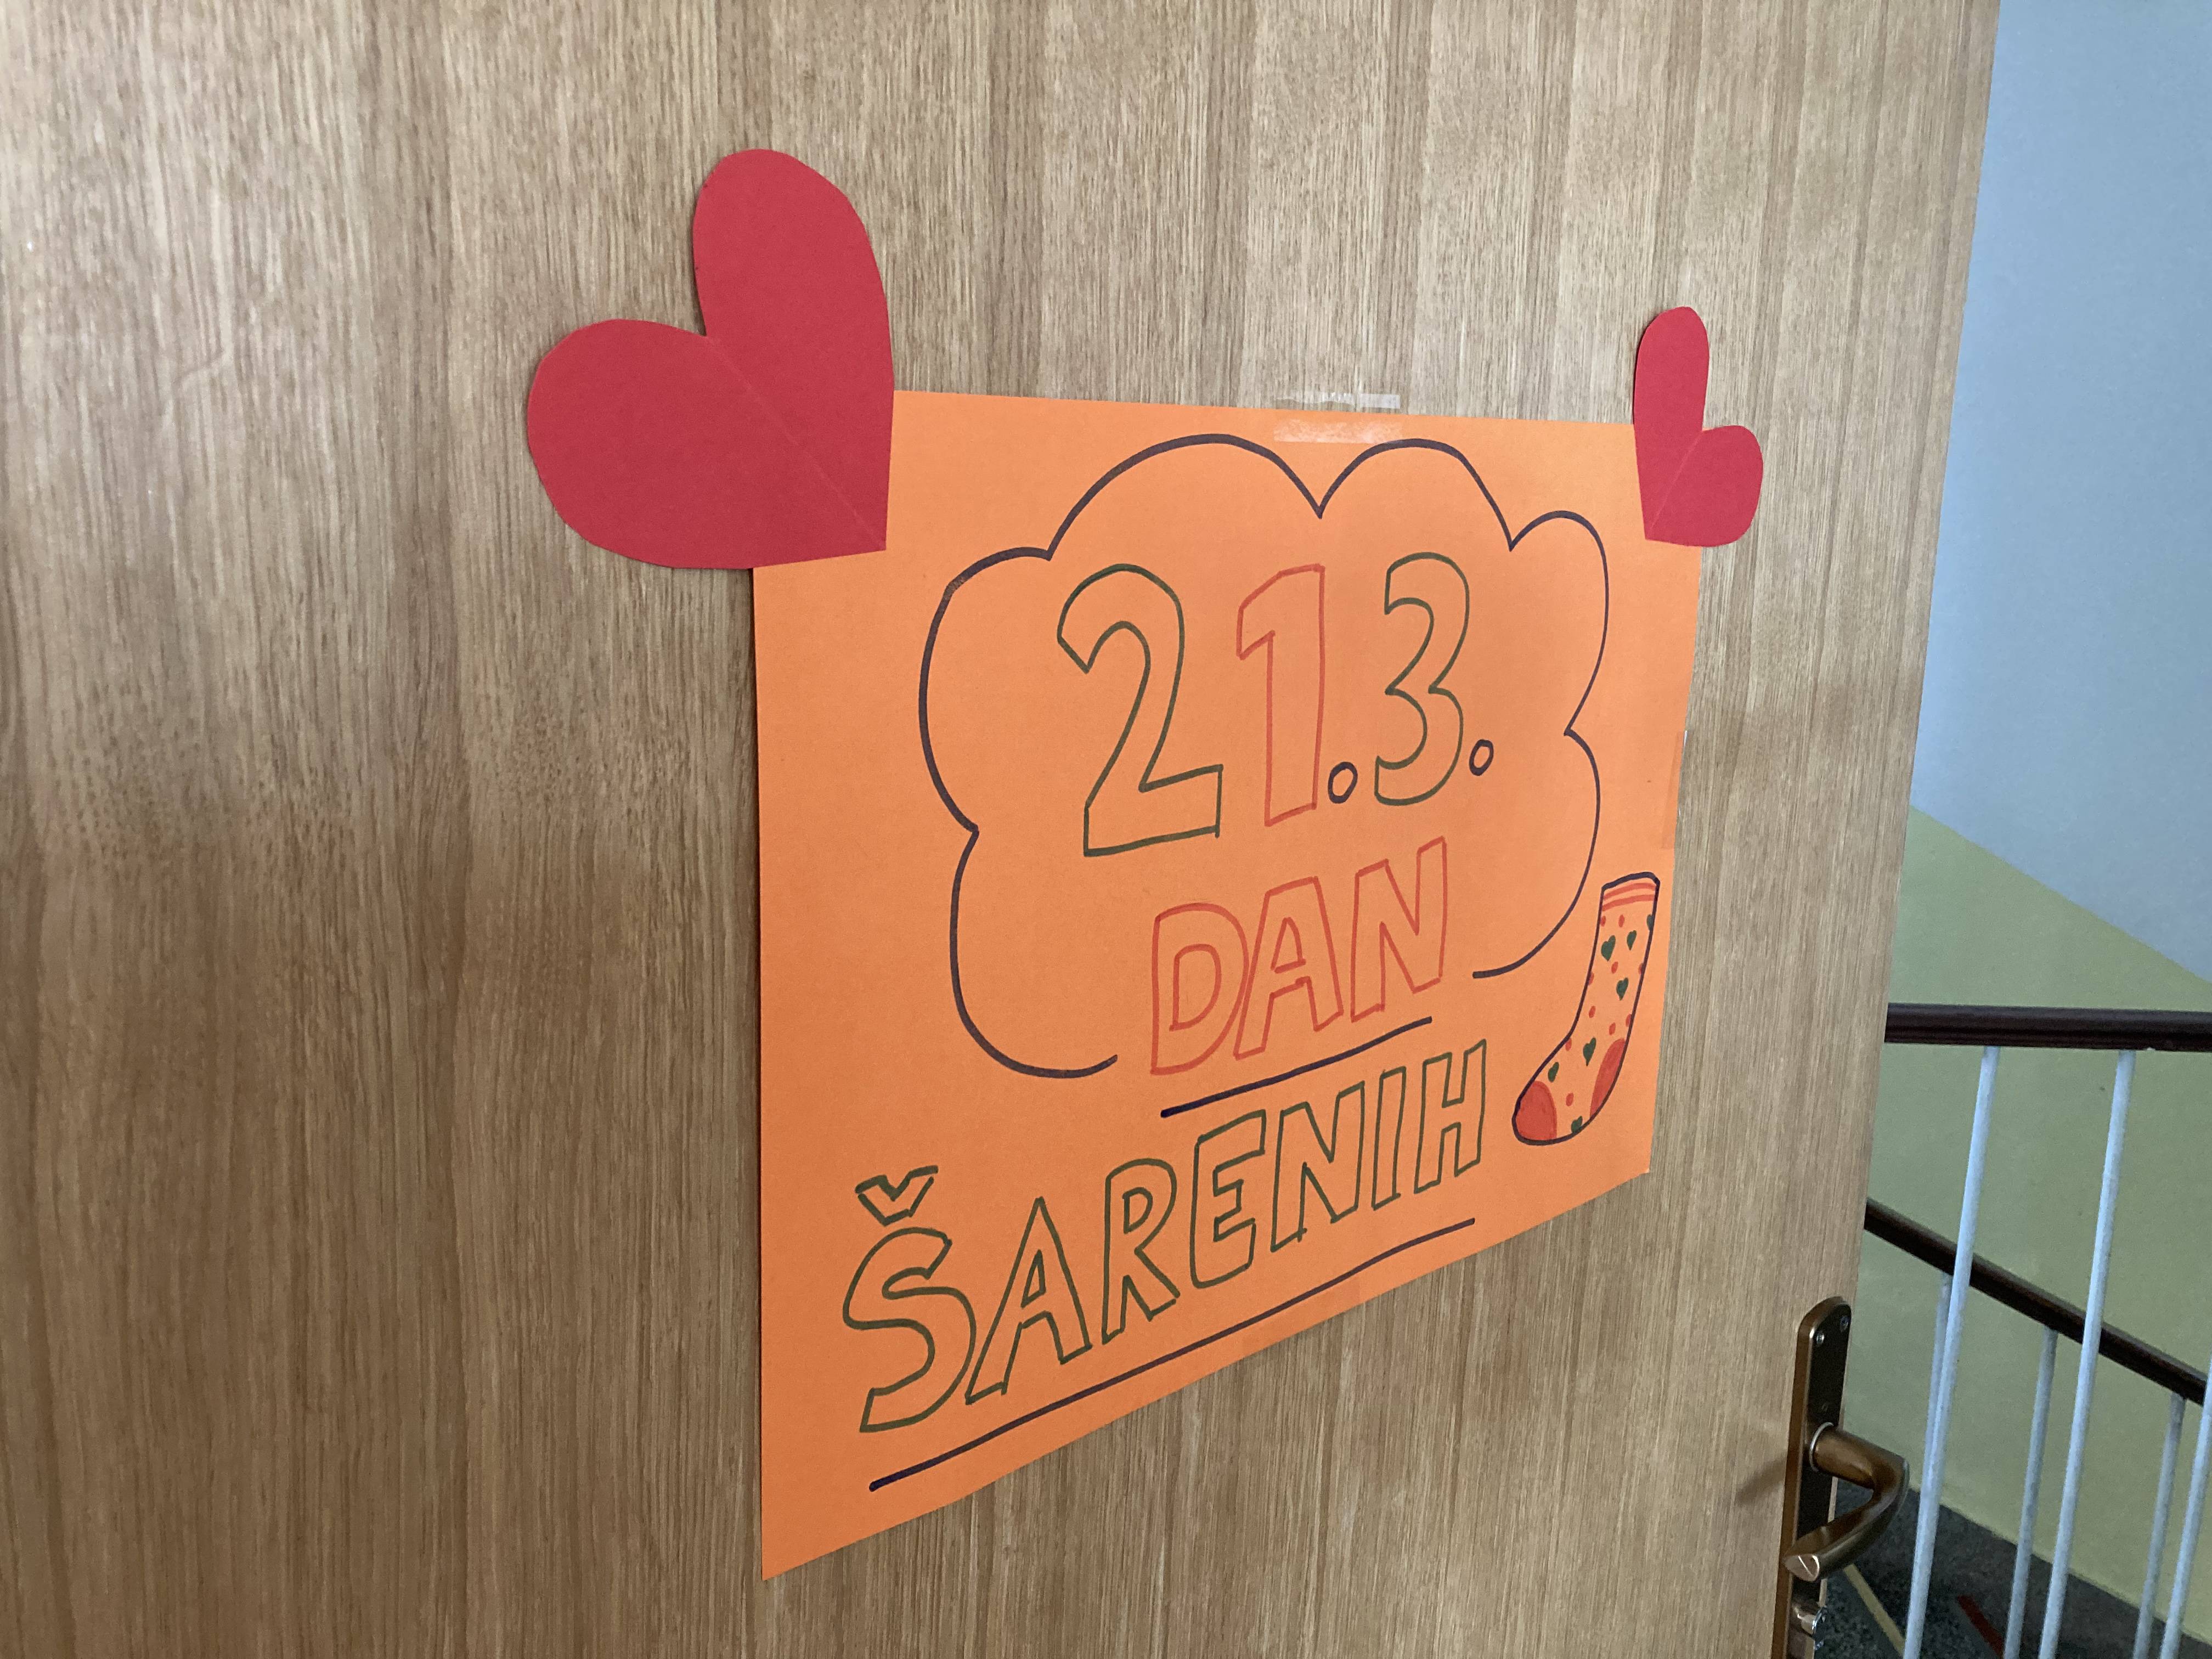 21.3.
DAN
ŠARENIH